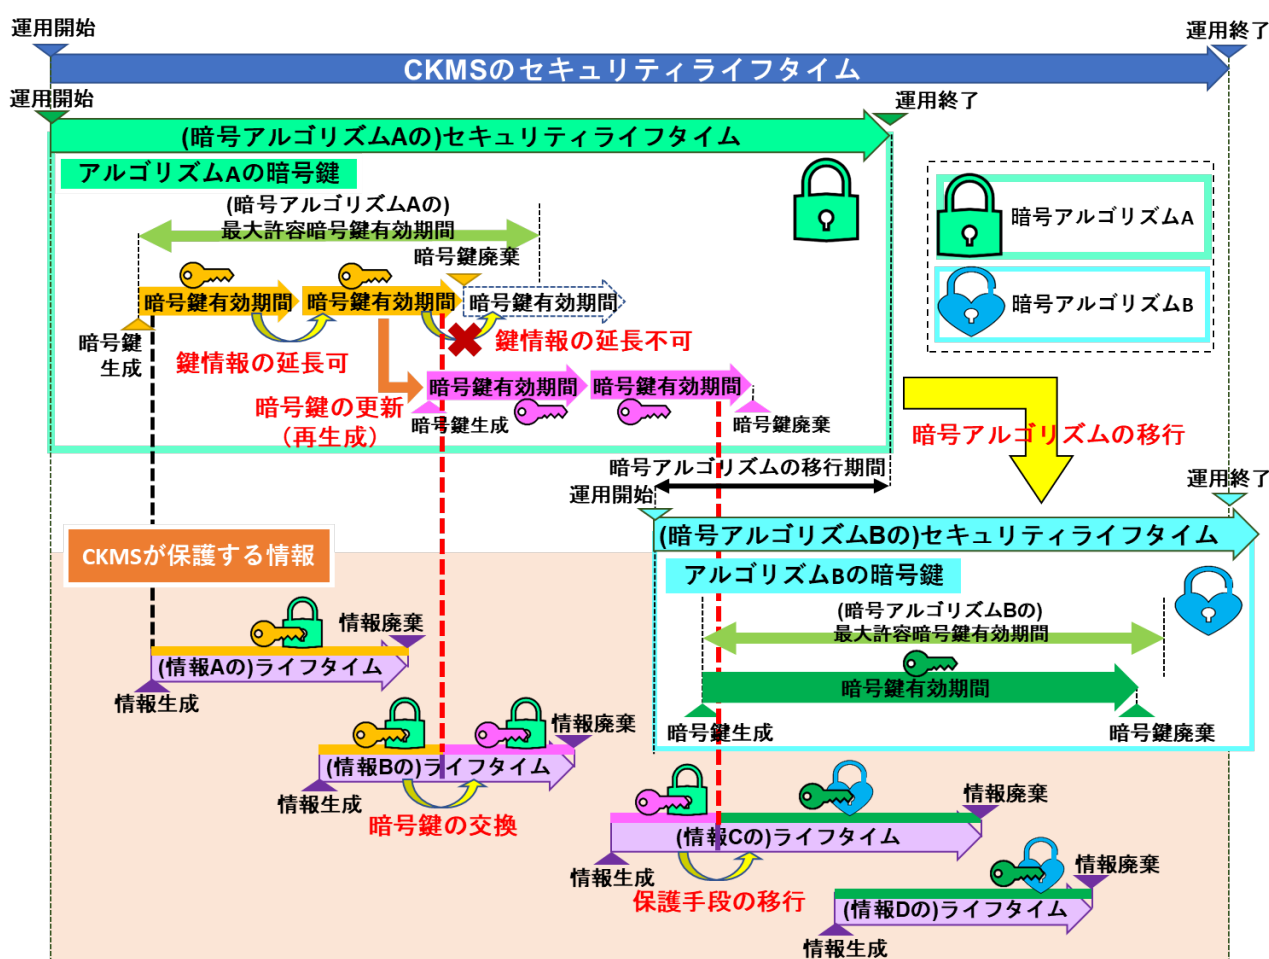 運用開始
運用終了
CKMSのセキュリティライフタイム
運用開始
運用終了
(暗号アルゴリズムAの)セキュリティライフタイム
アルゴリズムAの暗号鍵
(暗号アルゴリズムAの)
最大許容暗号鍵有効期間
暗号鍵廃棄
暗号アルゴリズムA
暗号アルゴリズムB
暗号鍵有効期間
暗号鍵有効期間
暗号鍵有効期間
暗号鍵
生成
鍵情報の延長可
鍵情報の延長不可
暗号鍵の更新
(再生成)
暗号鍵有効期間
暗号鍵有効期間
暗号鍵生成
暗号鍵廃棄
暗号アルゴリズムの移行
暗号アルゴリズムの移行期間
運用開始
運用終了
(暗号アルゴリズムBの)セキュリティライフタイム
アルゴリズムBの暗号鍵
(暗号アルゴリズムBの)
最大許容暗号鍵有効期間
暗号鍵有効期間
暗号鍵生成
暗号鍵廃棄
CKMSが保護する情報
情報廃棄
(情報Aの)ライフタイム
情報生成
情報廃棄
(情報Bの)ライフタイム
情報生成
暗号鍵の交換
情報廃棄
(情報Cの)ライフタイム
情報生成
保護手段の移行
情報廃棄
(情報Dの)ライフタイム
情報生成